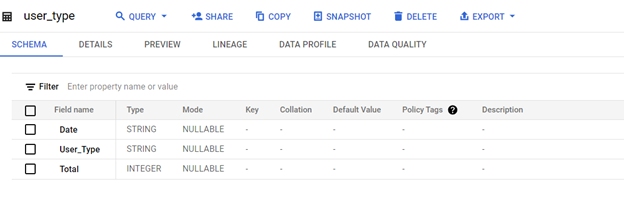 user_type QUERY SHARE COPY SNAPSHOT DELETE EXPORT
SCHEMA DETAILS PREVIEW LINEAGE DATA PROFILE DATA QUALITY
Filter Enter property name or value
Field name Type Mode Key Collation Default Value Policy Tags ? Description
Date STRING NULLABLE - - - - -
User_Type STRING NULLABLE - - - - -
Total INTEGER NULLABLE - - - - -